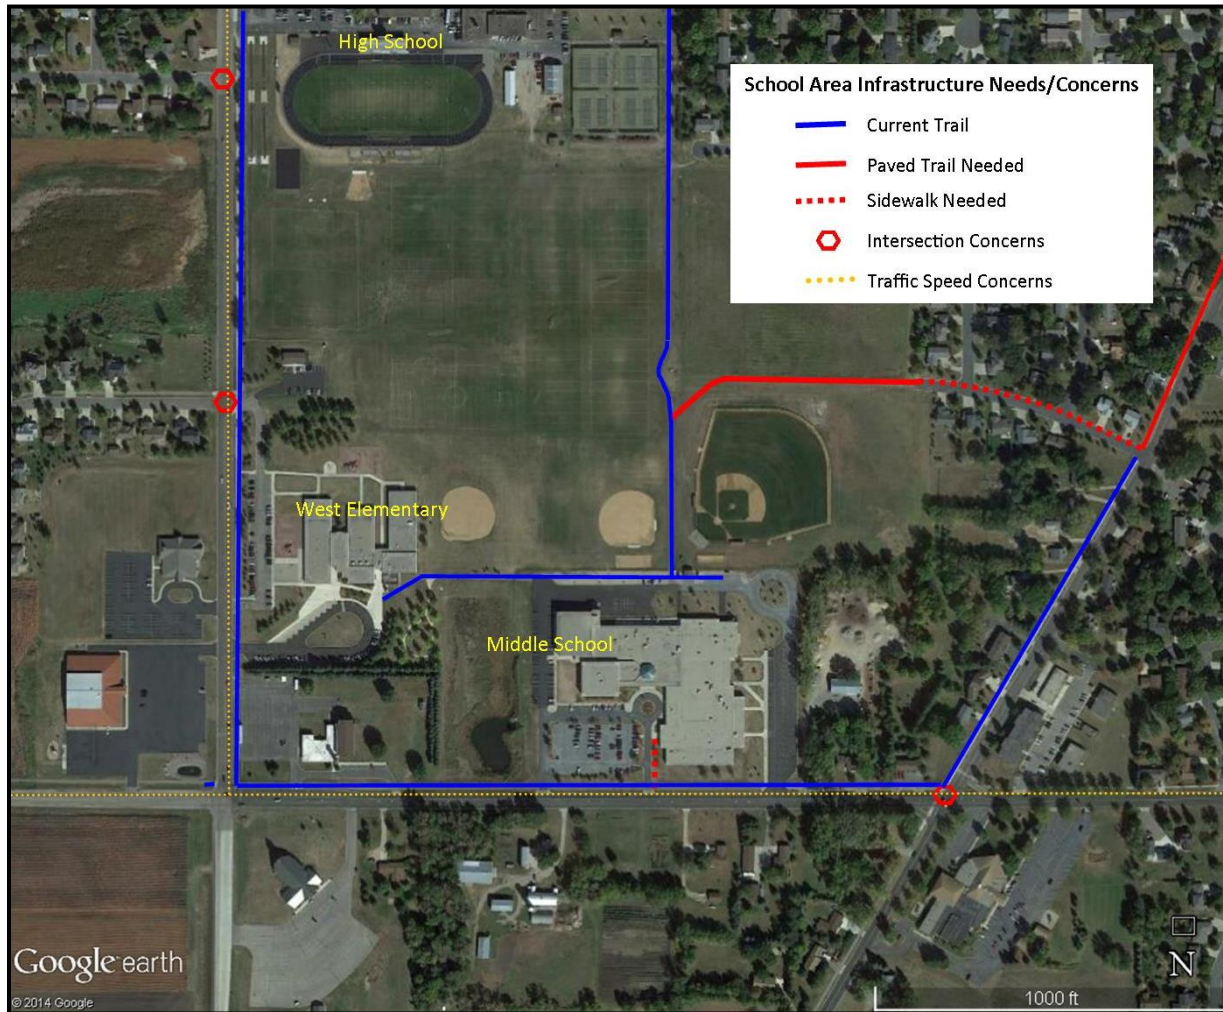 High School
School Area Infrastructure Needs/Concerns
Current Trail
Paved Trail Needed
Sidewalk Needed
Intersection Concerns
Traffic Speed Concerns
West Elementary
Middle School
Google earth
© 2014 Google
N
1000 ft